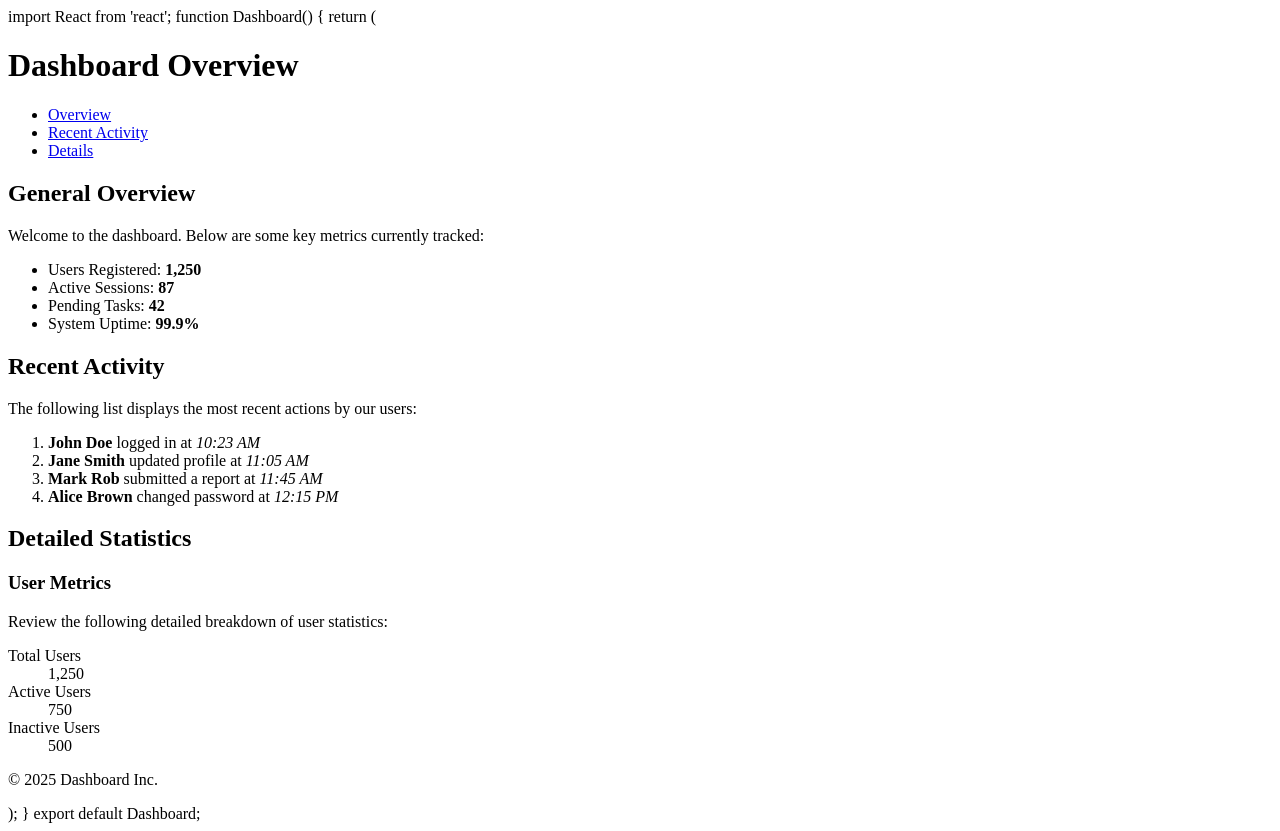 import React from 'react'; function Dashboard() { return (
Dashboard Overview
• Overview
• Recent Activity
• Details
General Overview
Welcome to the dashboard. Below are some key metrics currently tracked:
• Users Registered: 1,250
• Active Sessions: 87
• Pending Tasks: 42
• System Uptime: 99.9%
Recent Activity
The following list displays the most recent actions by our users:
1. John Doe logged in at 10:23 AM
2. Jane Smith updated profile at 11:05 AM
3. Mark Rob submitted a report at 11:45 AM
4. Alice Brown changed password at 12:15 PM
Detailed Statistics
User Metrics
Review the following detailed breakdown of user statistics:
Total Users
1,250
Active Users
750
Inactive Users
500
© 2025 Dashboard Inc.
); } export default Dashboard;